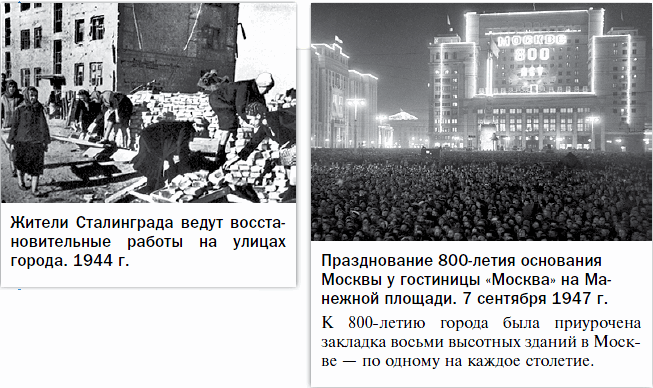 Жители Сталинграда ведут восста-
новительные работы на улицах
города. 1944 г.
МОСКВЕ
800
ЛЕТ
Празднование 800-летия основания
Москвы у гостиницы «Москва» на Ма-
нежной площади. 7 сентября 1947 г.
К 800-летию города была приурочена
закладка восьми высотных зданий в Моск-
ве — по одному на каждое столетие.